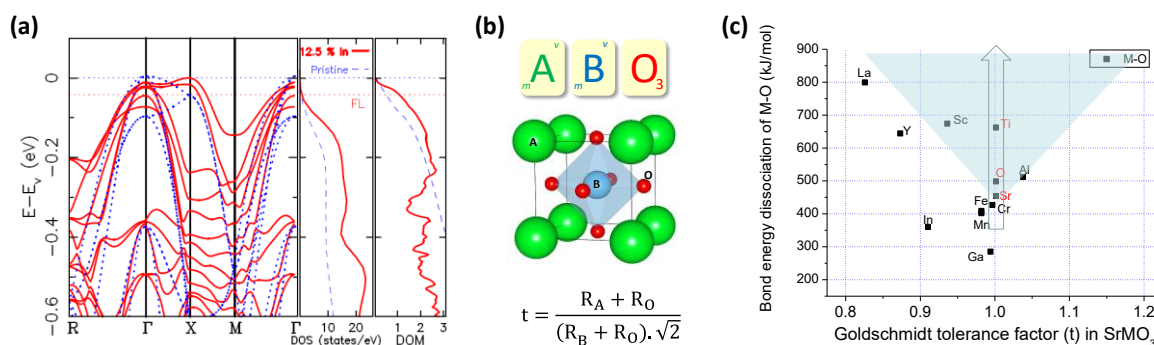 (a)
E−Eᵥ (eV)
0
−0.2
−0.4
−0.6
R Γ X M Γ
FL
12.5 % In
Pristine
10 20
DOS (states/eV)
0 1 2 3
DOM
(b)
ᵥ
A
m
ᵥ
B
m
O₃
A
B
O
t = (R_A + R_O) / ((R_B + R_O).√2)
(c)
Bond energy dissociation of M-O (kJ/mol)
900
800
700
600
500
400
300
200
M-O
La
Y
Sc
Ti
O
Al
Sr
Fe
Cr
Mn
In
Ga
0.8 0.9 1.0 1.1 1.2
Goldschmidt tolerance factor (t) in SrMO₃